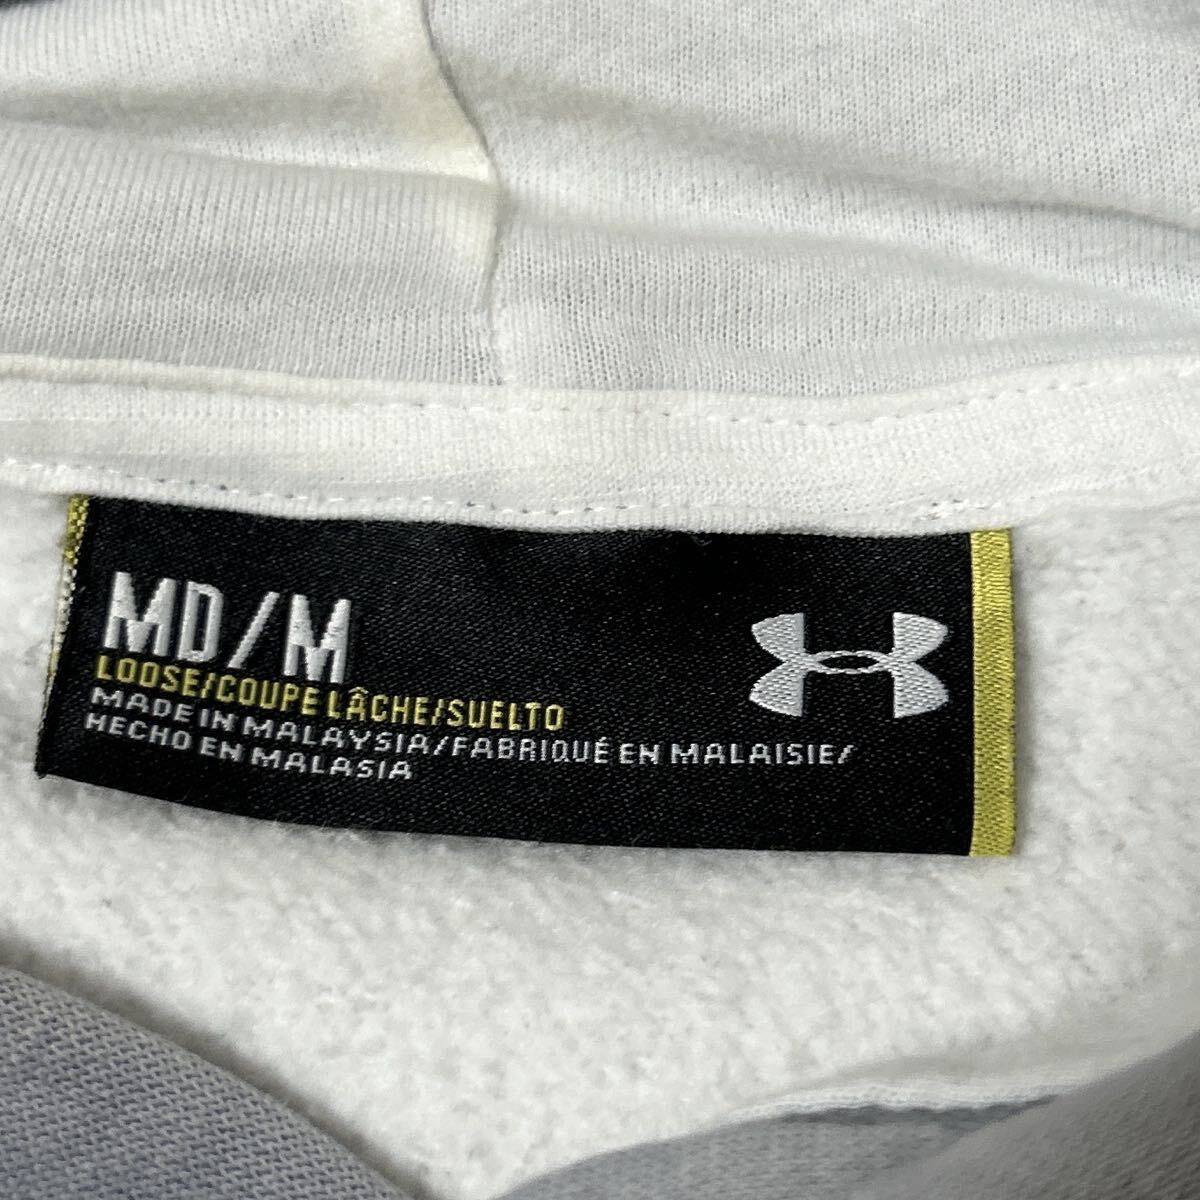 MD/M
LOOSE/COUPE LÂCHE/SUELTO
MADE IN MALAYSIA/FABRIQUÉ EN MALAISIE/
HECHO EN MALASIA